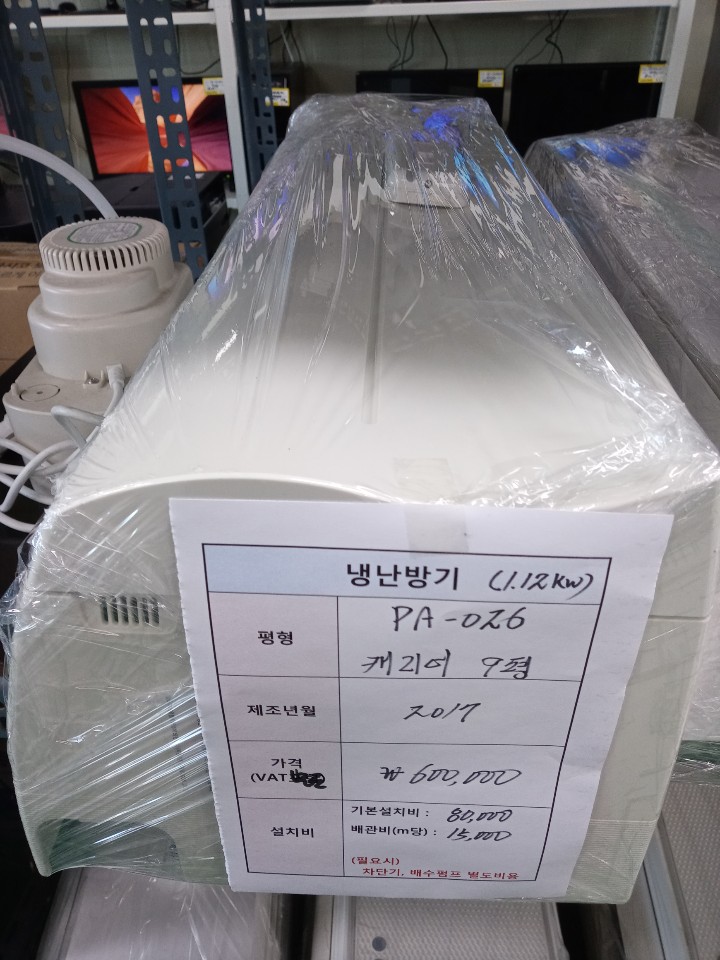 냉난방기 (1.12kw)
평형
PA-026
캐리어 9평
제조년월
2017
가격
(VAT
₩600,000
설치비
기본설치비 : 80,000
배관비(m당) : 15,000
(필요시)
차단기, 배수펌프 별도비용